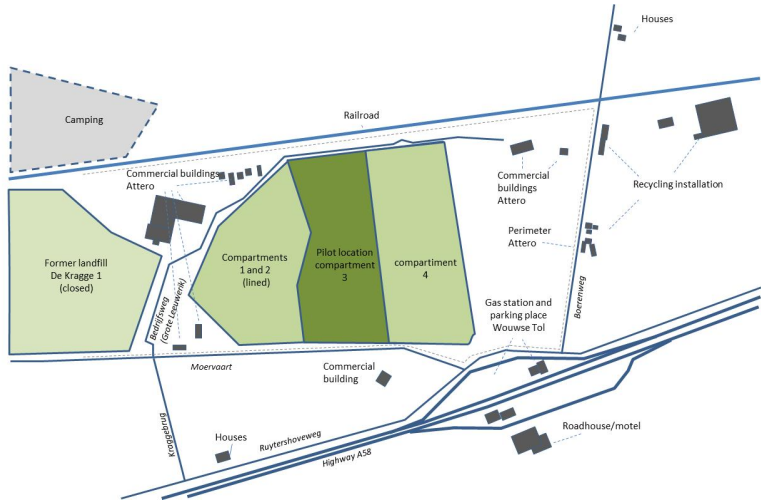 Houses
Railroad
Camping
Commercial buildings
Attero
Commercial
buildings
Attero
Recycling installation
Perimeter
Attero
Former landfill
De Kragge 1
(closed)
Compartments
1 and 2
(lined)
Pilot location
compartment
3
compartiment
4
Bedrijfsweg
(Grote Leeuwerik)
Boerenweg
Gas station and
parking place
Wouwse Tol
Moervaart
Commercial
building
Kraggebrug
Houses
Ruytershoveweg
Highway A58
Roadhouse/motel